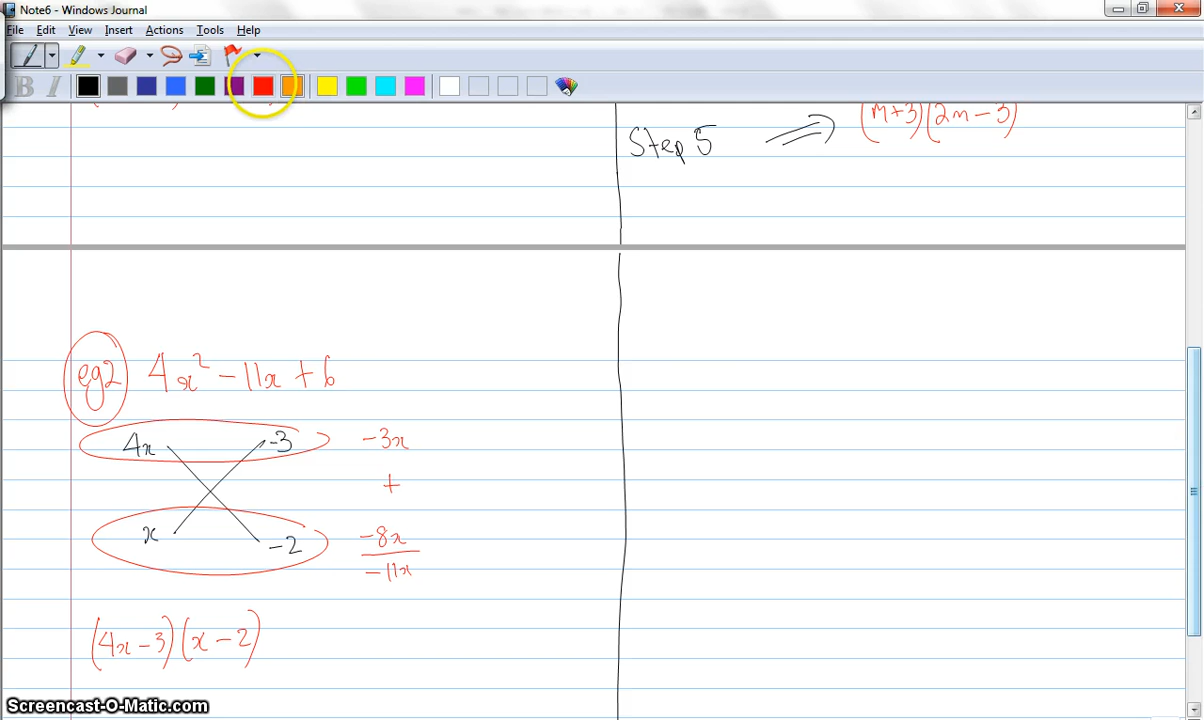 Note6 - Windows Journal
File Edit View Insert Actions Tools Help
B I
(m+3)(2m-3)
Step 5
eg2 4x² - 11x + 6
4x -3 -3x
+
x -2 -8x
-11x
(4x-3)(x-2)
Screencast-O-Matic.com